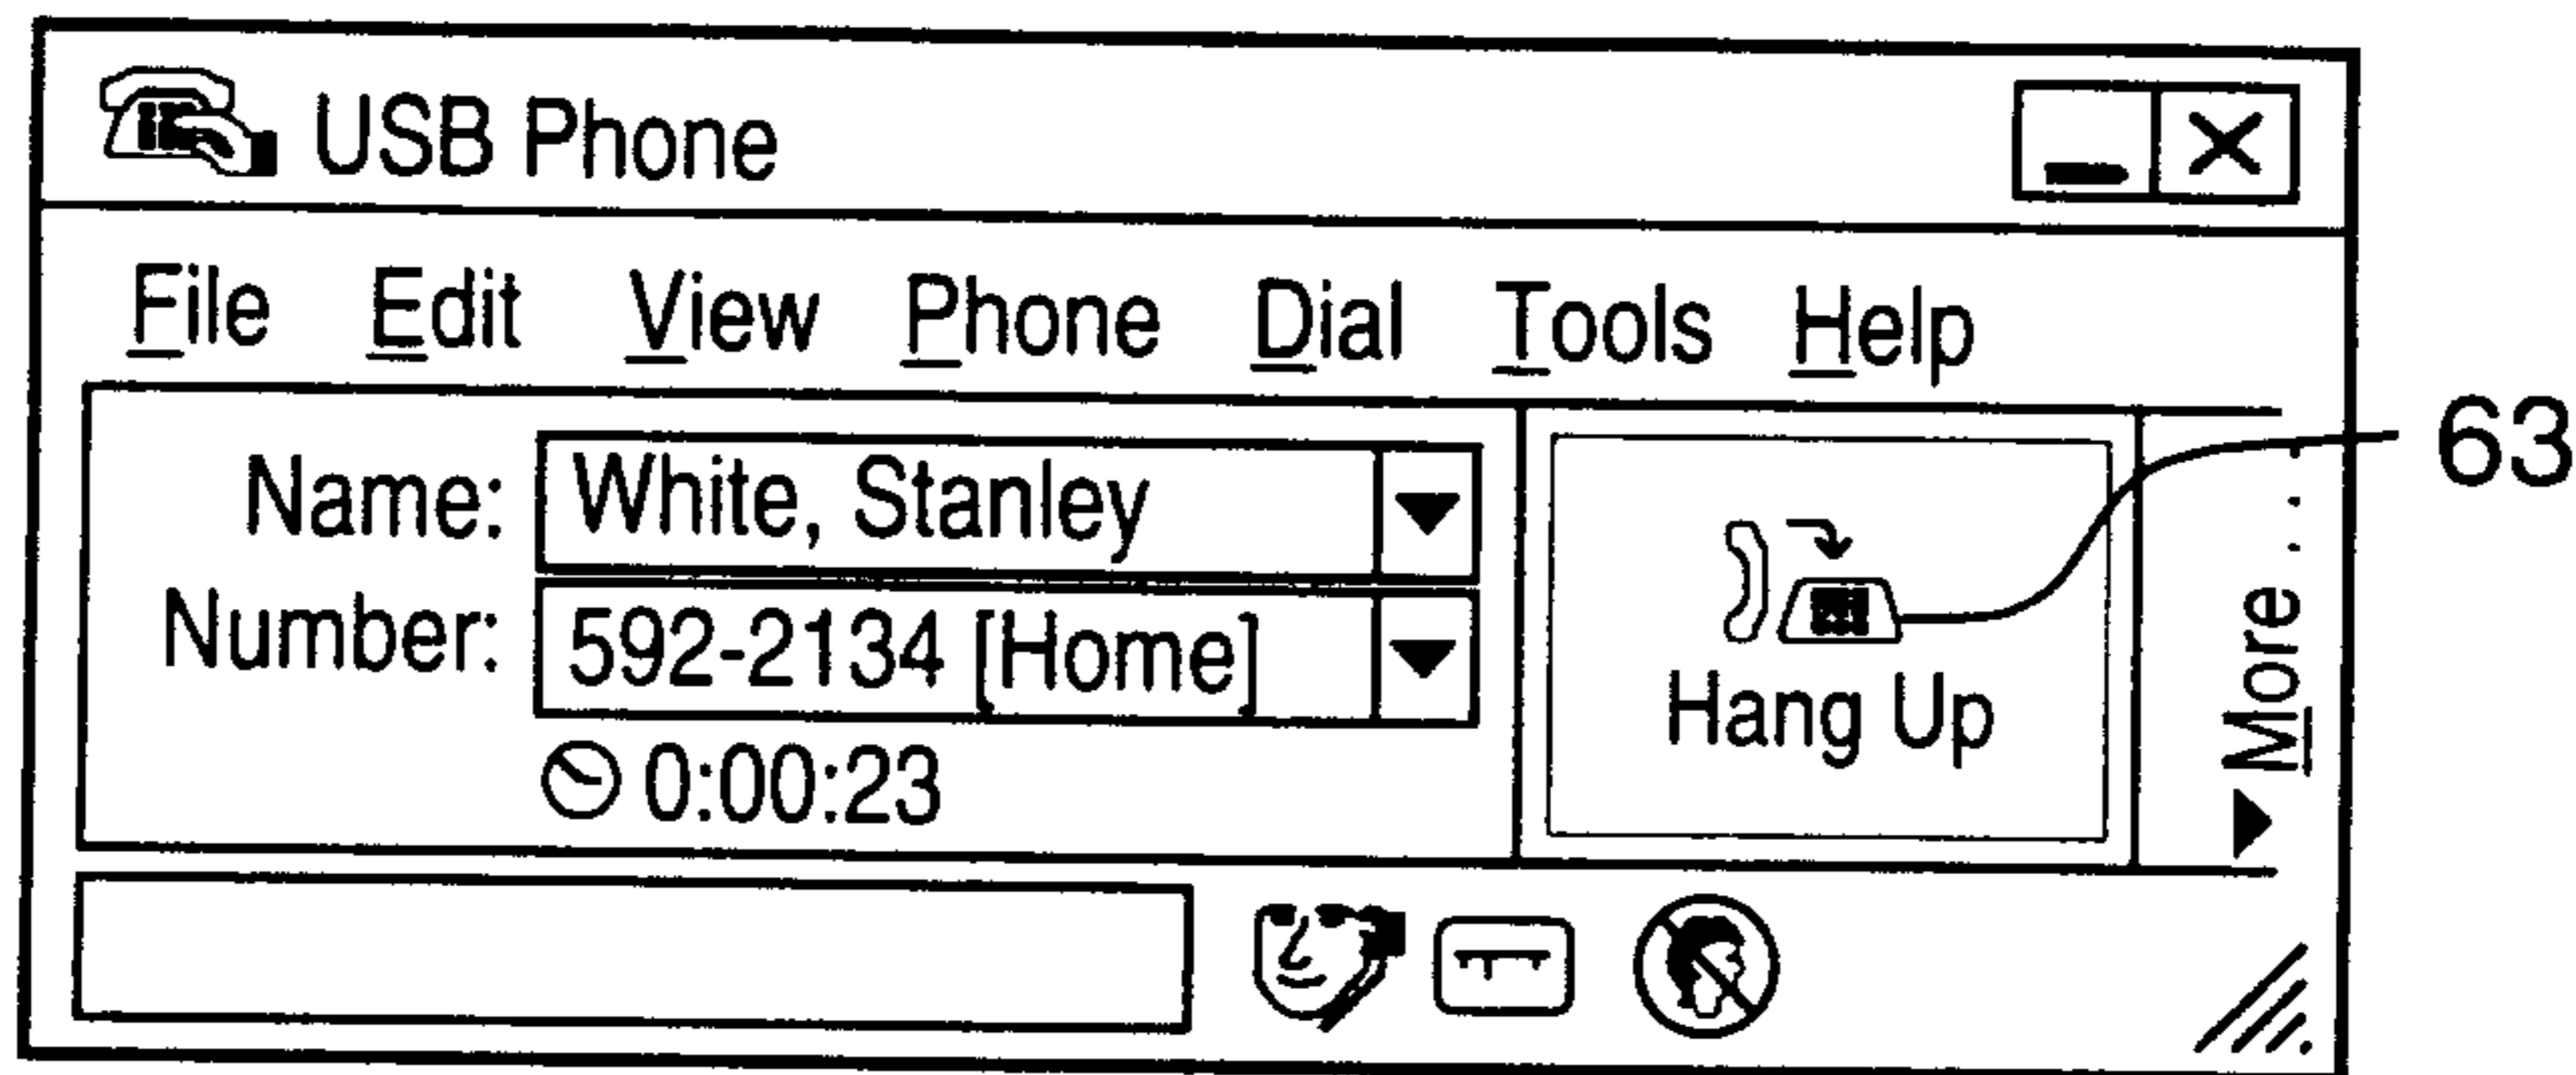 USB Phone
File Edit View Phone Dial Tools Help
Name: White, Stanley
Number: 592-2134 [Home]
0:00:23
Hang Up
More ...
63